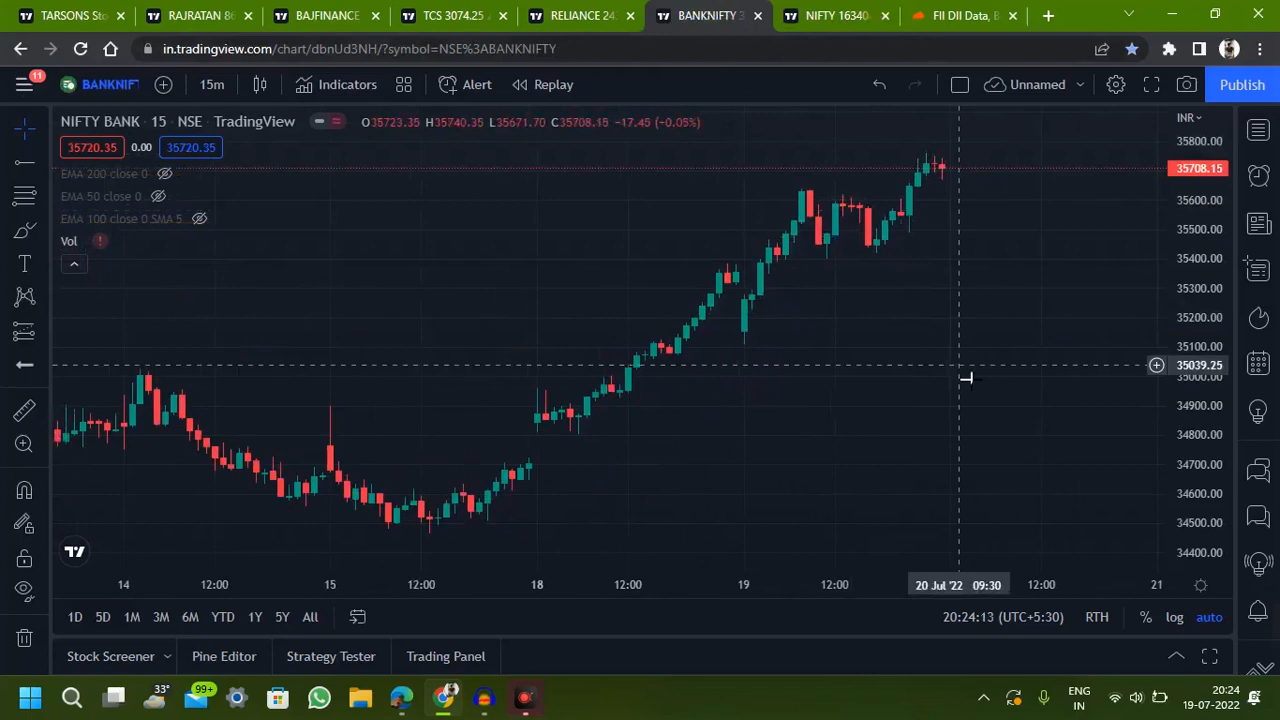 TARSONS Sto
RAJRATAN 86
BAJFINANCE
TCS 3074.25
RELIANCE 243
BANKNIFTY 3
NIFTY 16340
FII DII Data, B
in.tradingview.com/chart/dbnUd3NH/?symbol=NSE%3ABANKNIFTY
11
BANKNIFT
15m
Indicators
Alert
Replay
Unnamed
Publish
NIFTY BANK · 15 · NSE TradingView
O35723.35 H35740.35 L35671.70 C35708.15 -17.45 (-0.05%)
INR
35720.35 0.00 35720.35
EMA 200 close 0
EMA 50 close 0
EMA 100 close 0 SMA 5
Vol
35800.00
35708.15
35600.00
35500.00
35400.00
35300.00
35200.00
35100.00
35039.25
35000.00
34900.00
34800.00
34700.00
34600.00
34500.00
34400.00
14 12:00 15 12:00 18 12:00 19 12:00 20 Jul '22 09:30 12:00 21
1D 5D 1M 3M 6M YTD 1Y 5Y All
20:24:13 (UTC+5:30) RTH % log auto
Stock Screener Pine Editor Strategy Tester Trading Panel
33°
99+
ENG
IN
20:24
19-07-2022